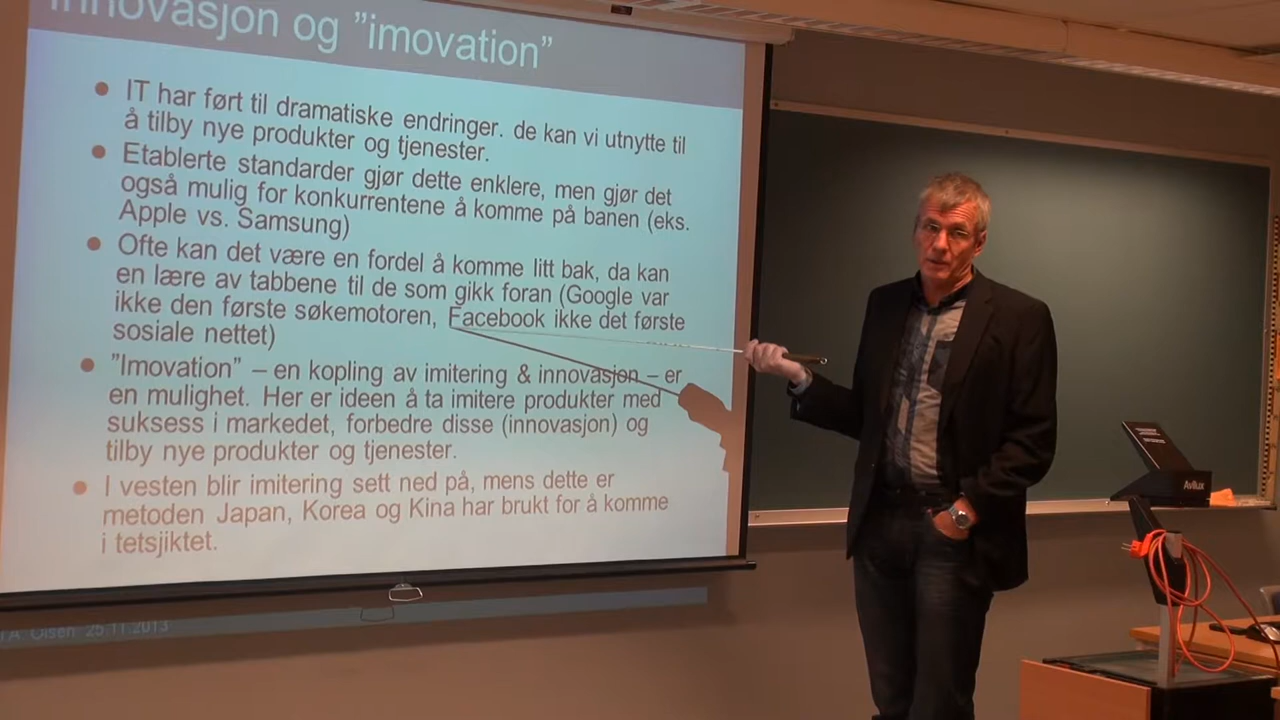 Innovasjon og ”imovation”
IT har ført til dramatiske endringer. de kan vi utnytte til
å tilby nye produkter og tjenester.
Etablerte standarder gjør dette enklere, men gjør det
også mulig for konkurrentene å komme på banen (eks.
Apple vs. Samsung)
Ofte kan det være en fordel å komme litt bak, da kan
en lære av tabbene til de som gikk foran (Google var
ikke den første søkemotoren, Facebook ikke det første
sosiale nettet)
”Imovation” – en kopling av imitering & innovasjon – er
en mulighet. Her er ideen å ta imitere produkter med
suksess i markedet, forbedre disse (innovasjon) og
tilby nye produkter og tjenester.
I vesten blir imitering sett ned på, mens dette er
metoden Japan, Korea og Kina har brukt for å komme
i tetsjiktet.
Olsen 25.11.2013
Avilux